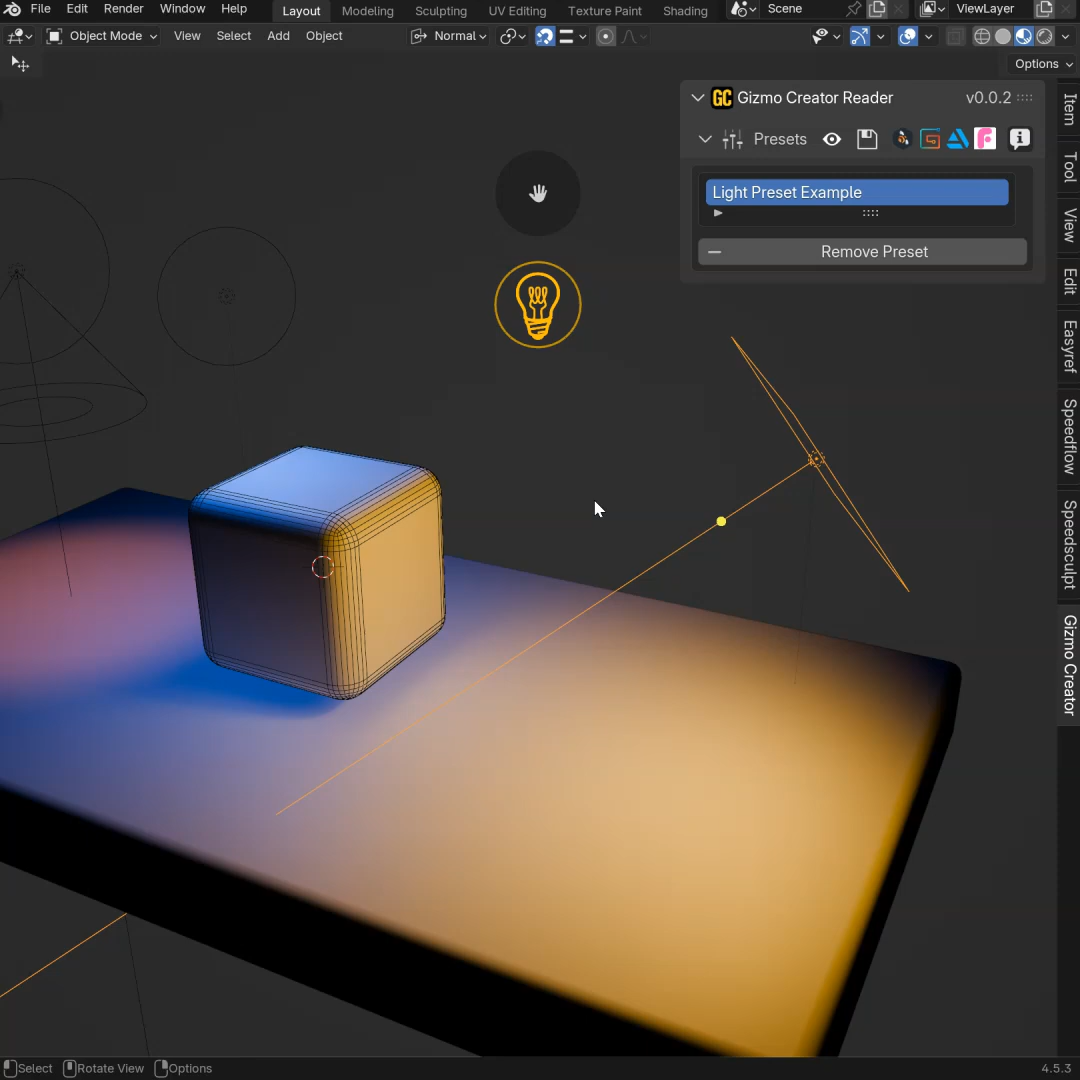 File Edit Render Window Help Layout Modeling Sculpting UV Editing Texture Paint Shading Scene ViewLayer
Object Mode View Select Add Object Normal
Options
GC Gizmo Creator Reader v0.0.2
Presets
Light Preset Example
Remove Preset
Item
Tool
View
Edit
Easyref
Speedflow
Speedsculpt
Gizmo Creator
Select Rotate View Options 4.5.3